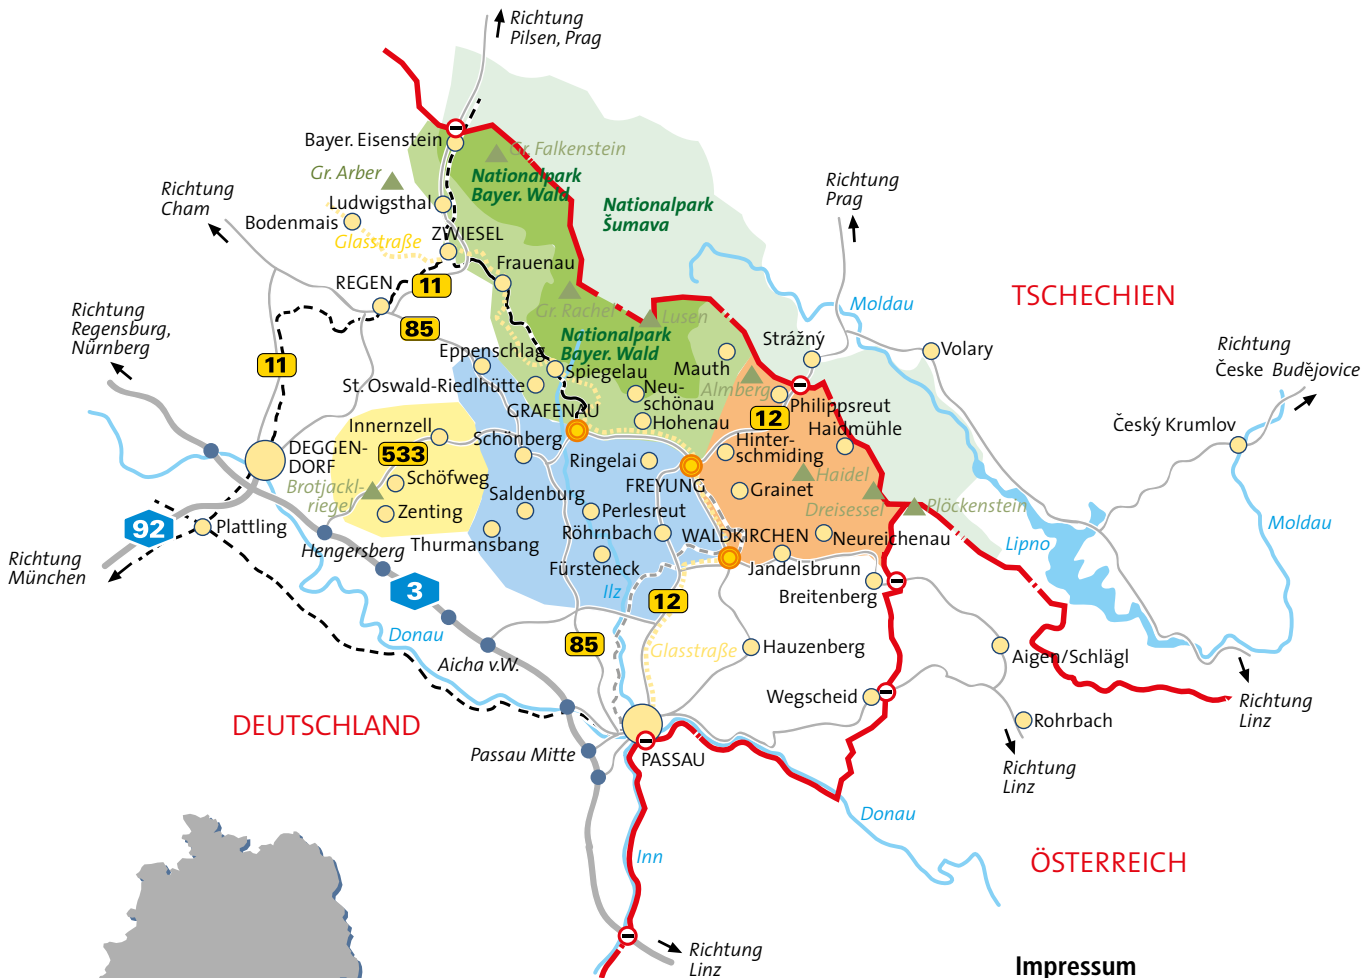 Richtung
Pilsen, Prag
Bayer. Eisenstein
Gr. Falkenstein
Gr. Arber
Nationalpark
Bayer. Wald
Richtung
Cham
Ludwigsthal
Bodenmais
Nationalpark
Šumava
Richtung
Prag
Glasstraße
ZWIESEL
Frauenau
REGEN
11
Gr. Rachel
Lusen
Moldau
TSCHECHIEN
Richtung
Regensburg,
Nürnberg
85
Nationalpark
Bayer. Wald
Strážný
Volary
Richtung
České Budějovice
11
Eppenschlag
Spiegelau
Mauth
Almberg
St. Oswald-Riedlhütte
Neu-
schönau
Philippsreut
GRAFENAU
Hohenau
12
Haidmühle
Český Krumlov
Innernzell
Schönberg
Hinter-
schmiding
DEGGEN-
DORF
533
Ringelai
FREYUNG
Haidel
Brotjackl-
riegel
Schöfweg
Saldenburg
Grainet
Dreisessel
Plöckenstein
Zenting
Perlesreut
92
Plattling
Hengersberg
Thurmansbang
Röhrnbach
WALDKIRCHEN
Neureichenau
Lipno
Moldau
Richtung
München
Fürsteneck
Jandelsbrunn
Breitenberg
3
Ilz
12
Donau
85
Glasstraße
Hauzenberg
Aigen/Schlägl
Aicha v.W.
Wegscheid
Richtung
Linz
Rohrbach
DEUTSCHLAND
Passau Mitte
PASSAU
Richtung
Linz
Donau
Inn
ÖSTERREICH
Richtung
Linz
Impressum